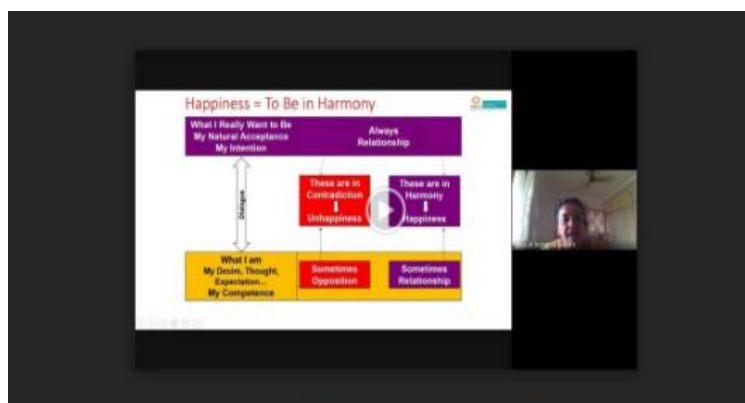 Happiness = To Be in Harmony
What I Really Want to Be
My Natural Acceptance
My Intention
Always
Relationship
Dialogue
These are in
Contradiction
Unhappiness
These are in
Harmony
Happiness
What I am
My Desire, Thought,
Expectation...
My Competence
Sometimes
Opposition
Sometimes
Relationship